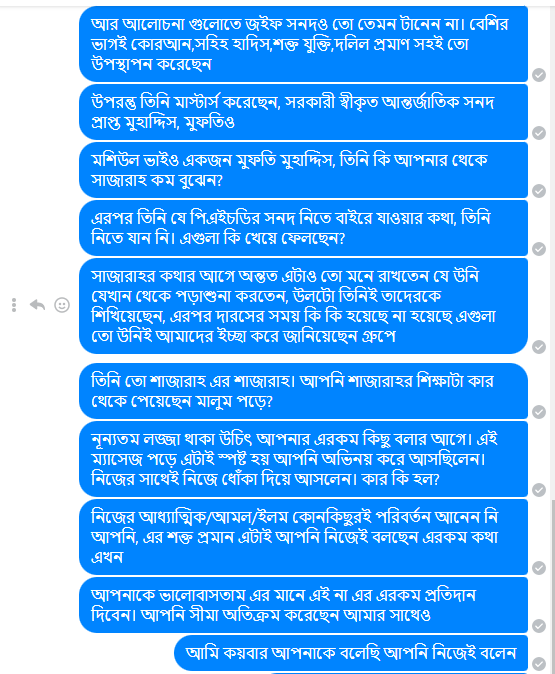 আর আলোচনা গুলোতে জইফ সনদও তো তেমন টানেন না। বেশির
ভাগই কোরআন,সহিহ হাদিস,শক্ত যুক্তি,দলিল প্রমাণ সহই তো
উপস্থাপন করেছেন
উপরন্তু তিনি মাস্টার্স করেছেন, সরকারী স্বীকৃত আন্তর্জাতিক সনদ
প্রাপ্ত মুহাদ্দিস, মুফতিও
মশিউল ভাইও একজন মুফতি মুহাদ্দিস, তিনি কি আপনার থেকে
সাজারাহ কম বুঝেন?
এরপর তিনি যে পিএইচডির সনদ নিতে বাইরে যাওয়ার কথা, তিনি
নিতে যান নি। এগুলা কি খেয়ে ফেলছেন?
সাজারাহর কথার আগে অন্তত এটাও তো মনে রাখতেন যে উনি
যেখান থেকে পড়াশুনা করতেন, উলটো তিনিই তাদেরকে
শিখিয়েছেন, এরপর দারসের সময় কি কি হয়েছে না হয়েছে এগুলা
তো উনিই আমাদের ইচ্ছা করে জানিয়েছেন গ্রুপে
তিনি তো শাজারাহ এর শাজারাহ। আপনি শাজারাহর শিক্ষাটা কার
থেকে পেয়েছেন মালুম পড়ে?
নূন্যতম লজ্জা থাকা উচিৎ আপনার এরকম কিছু বলার আগে। এই
ম্যাসেজ পড়ে এটাই স্পষ্ট হয় আপনি অভিনয় করে আসছিলেন।
নিজের সাথেই নিজে ধোঁকা দিয়ে আসলেন। কার কি হল?
নিজের আধ্যাত্মিক/আমল/ইলম কোনকিছুরই পরিবর্তন আনেন নি
আপনি, এর শক্ত প্রমান এটাই আপনি নিজেই বলছেন এরকম কথা
এখন
আপনাকে ভালোবাসতাম এর মানে এই না এর এরকম প্রতিদান
দিবেন। আপনি সীমা অতিক্রম করেছেন আমার সাথেও
আমি কয়বার আপনাকে বলেছি আপনি নিজেই বলেন